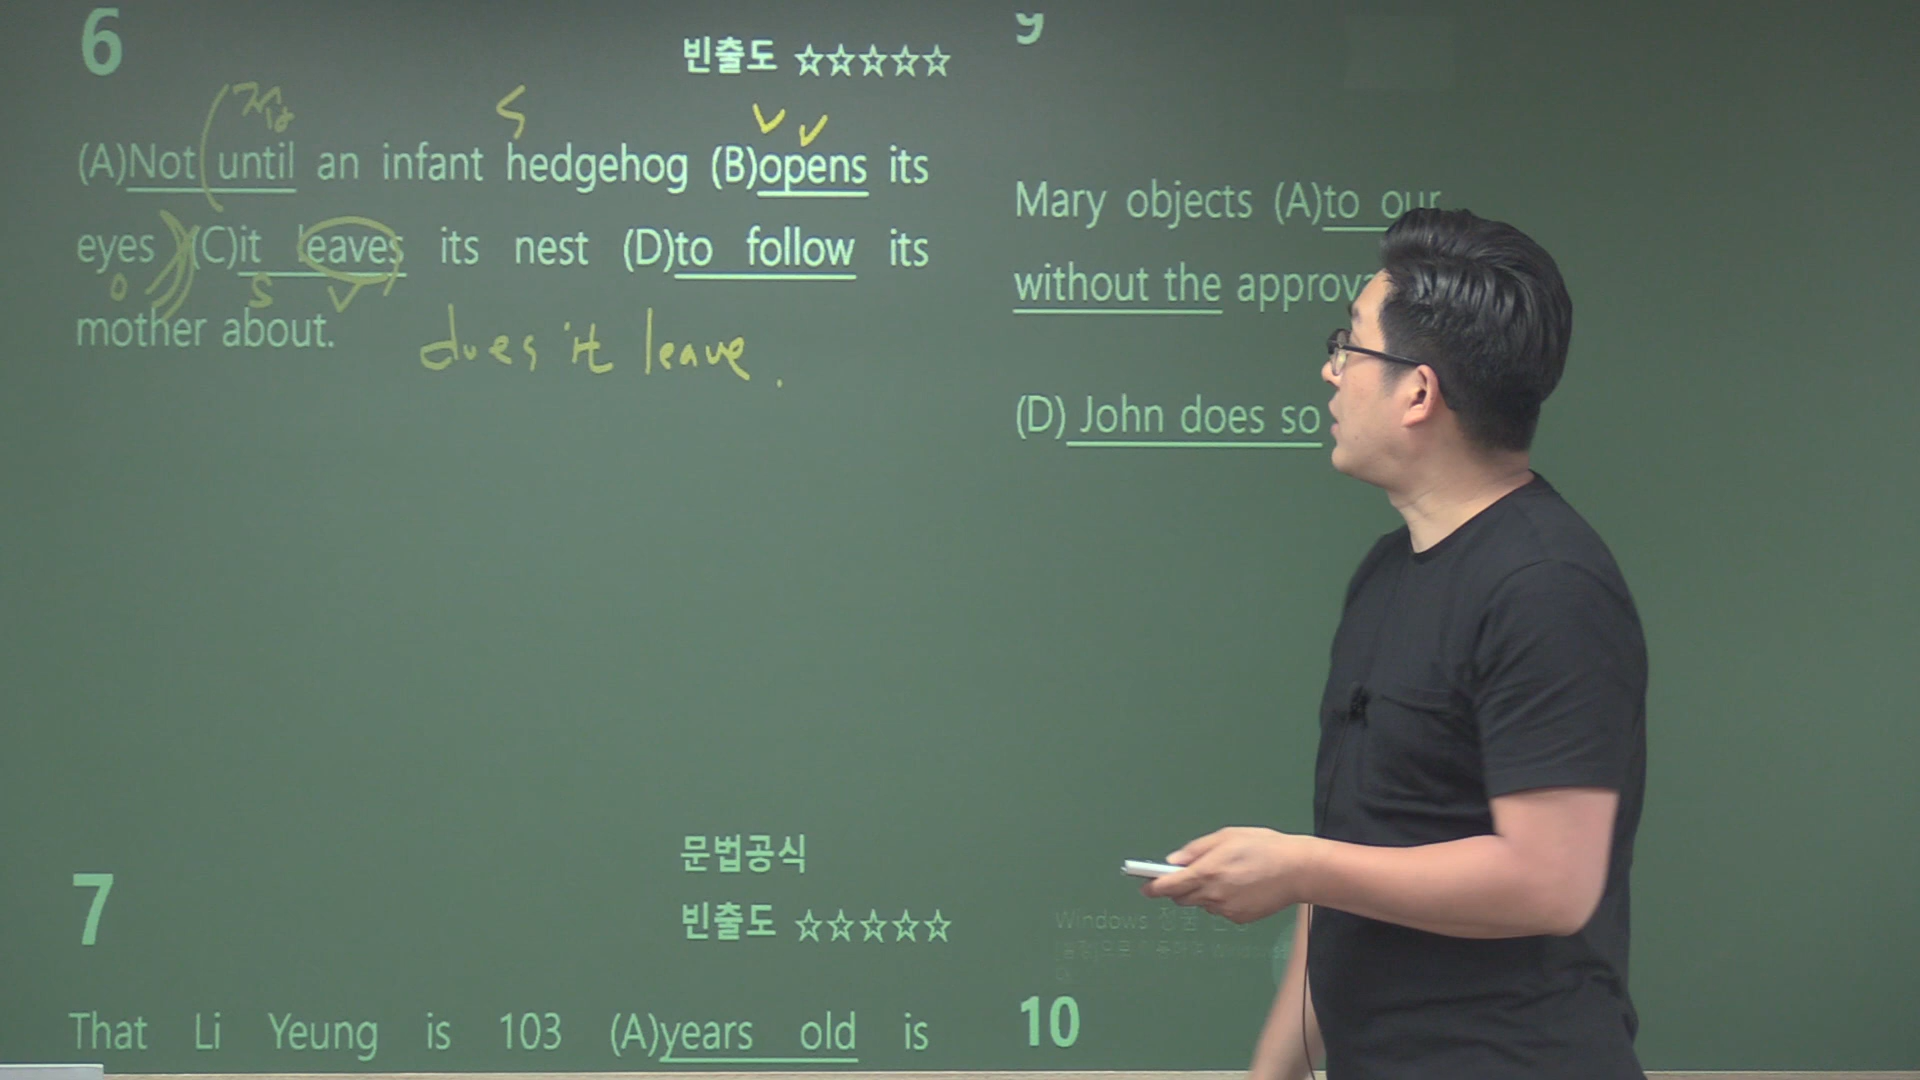 6
빈출도 ☆☆☆☆☆
(A)Not until an infant hedgehog (B)opens its
eyes (C)it leaves its nest (D)to follow its
mother about.
S
V V
O
S
V
does it leave.
문법공식
7
빈출도 ☆☆☆☆☆
That Li Yeung is 103 (A)years old is
9
Mary objects (A)to our
without the
(D) John does so
Windows
10